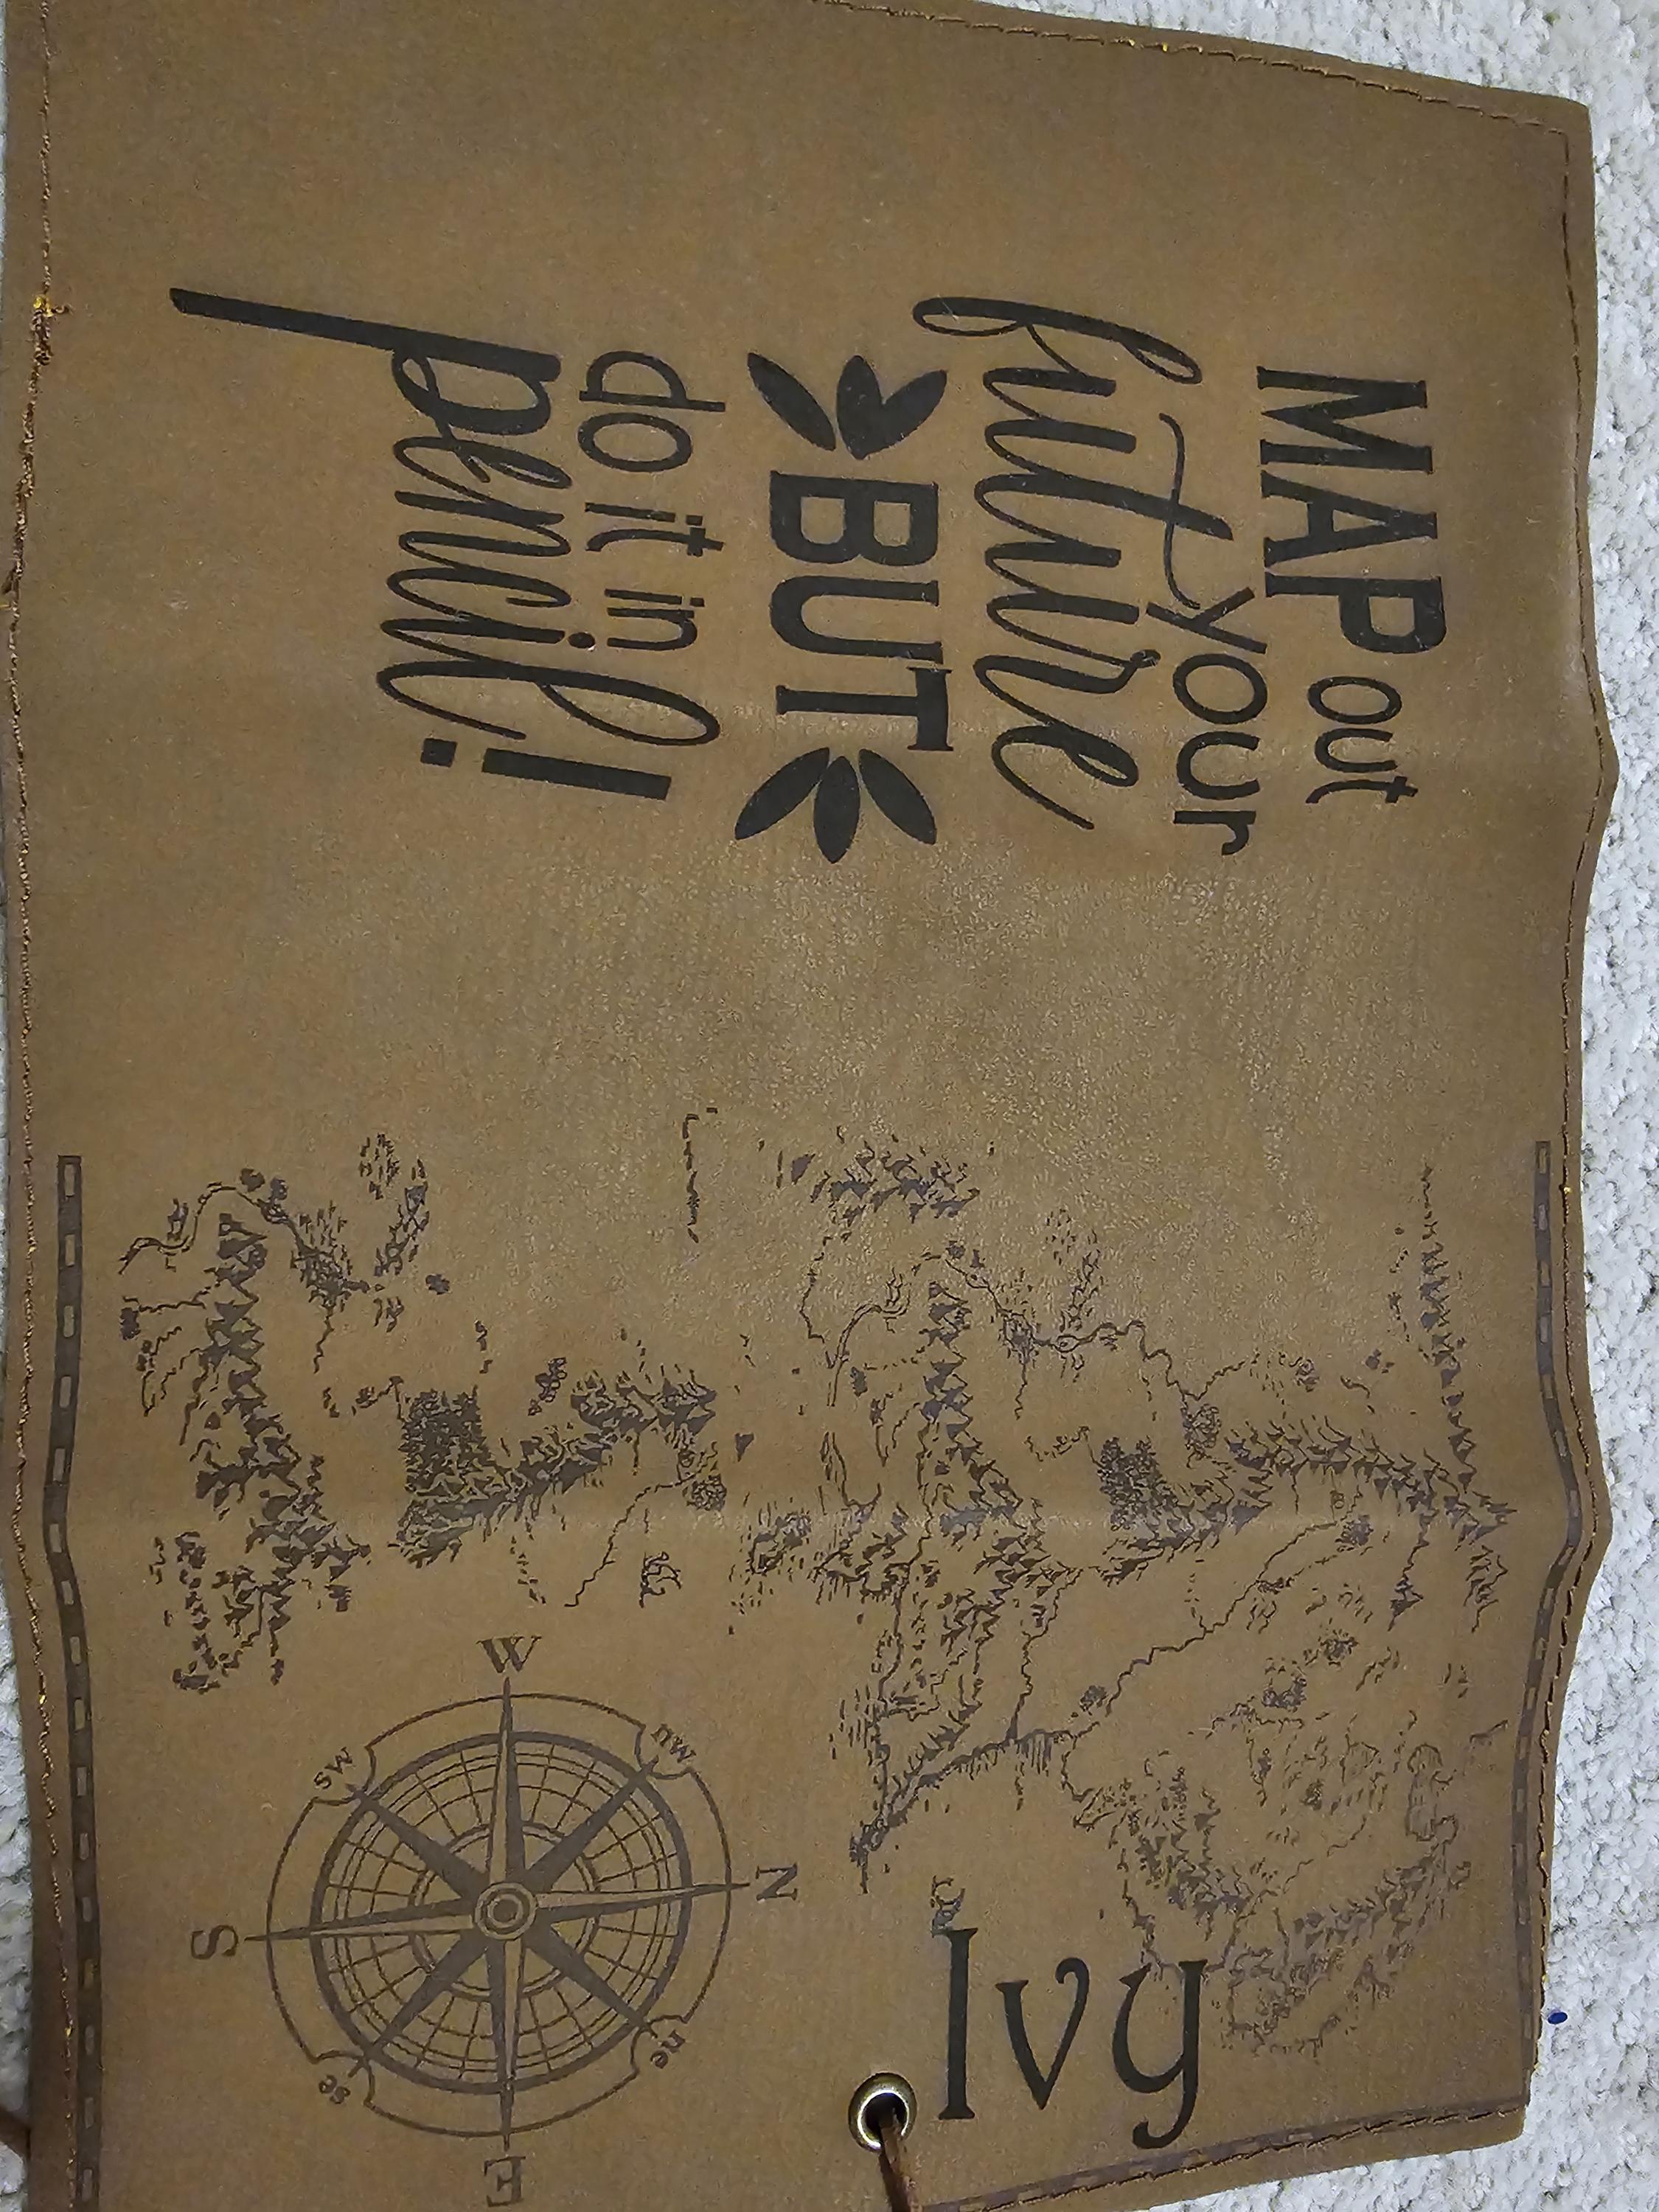 MAP out
your
future
BUT
do it in
pencil!
Ivy
N
nw
ne
W
E
sw
se
S